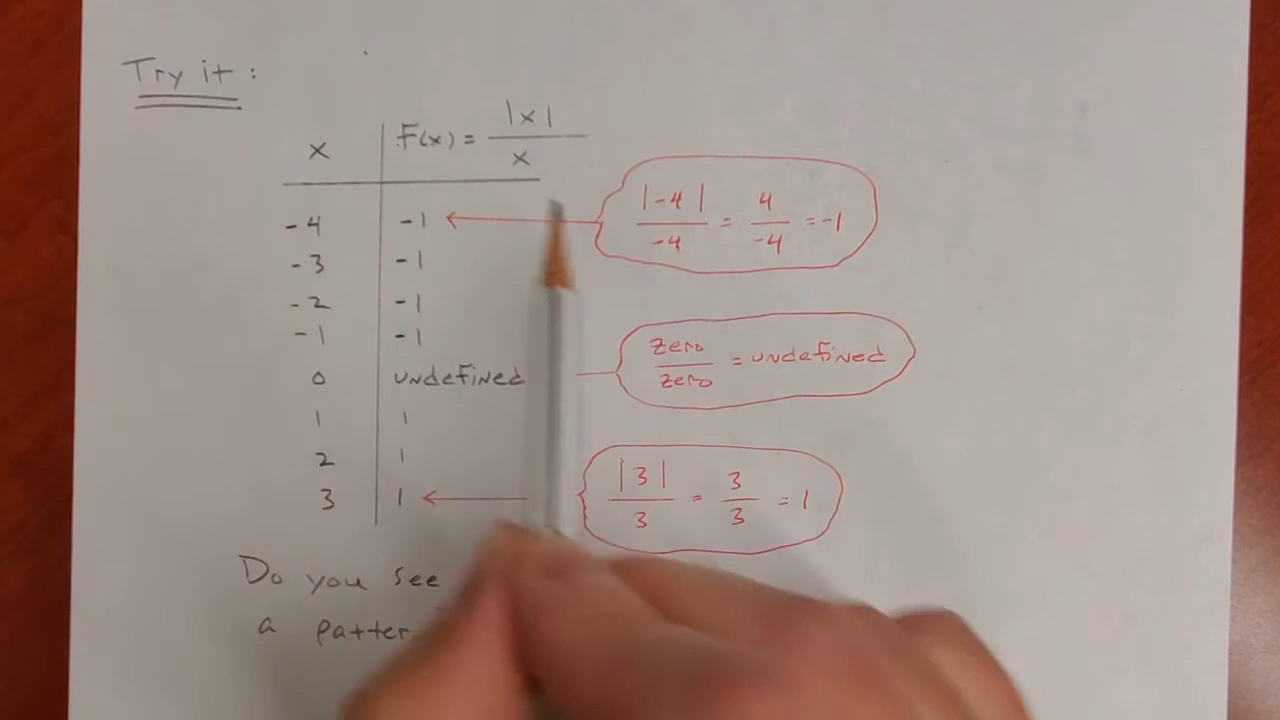 Try it:
x F(x) = |x| / x
-4 -1 |-4| / -4 = 4 / -4 = -1
-3 -1
-2 -1
-1 -1
0 undefined zero / zero = undefined
1 1
2 1
3 1 |3| / 3 = 3 / 3 = 1
Do you see
a